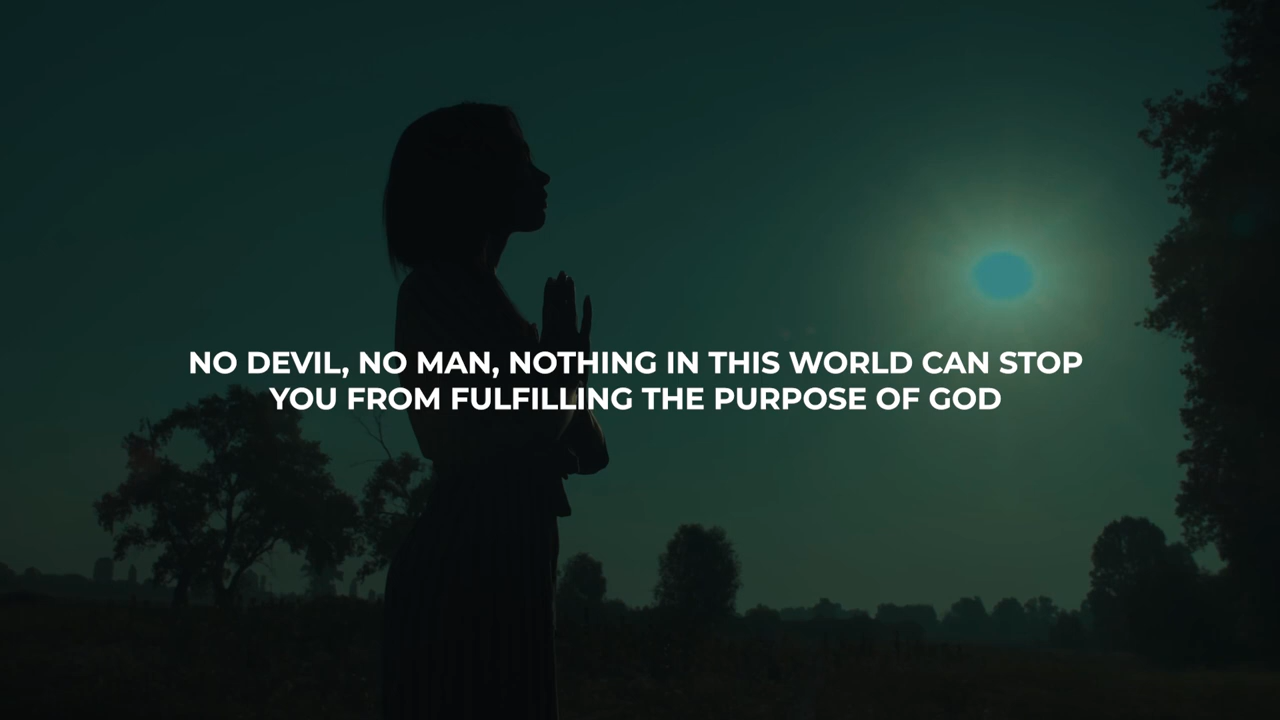 NO DEVIL, NO MAN, NOTHING IN THIS WORLD CAN STOP
YOU FROM FULFILLING THE PURPOSE OF GOD